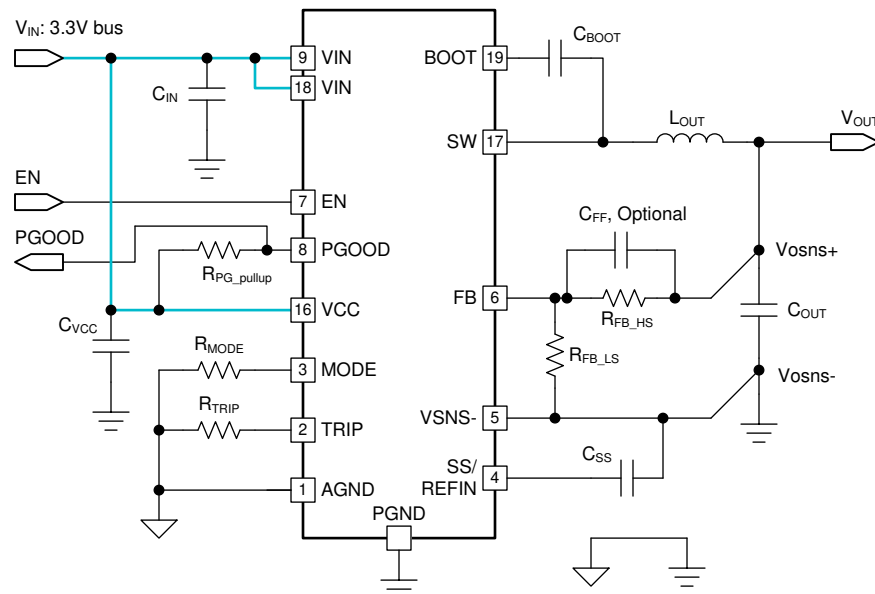 VIN: 3.3V bus
CIN
9
VIN
18
VIN
EN
7
EN
PGOOD
8
PGOOD
RPG_pullup
16
VCC
CVCC
RMODE
3
MODE
RTRIP
2
TRIP
1
AGND
PGND
BOOT
19
CBOOT
SW
17
LOUT
VOUT
CFF, Optional
Vosns+
FB
6
RFB_HS
COUT
RFB_LS
Vosns-
VSNS-
5
CSS
SS/
REFIN
4